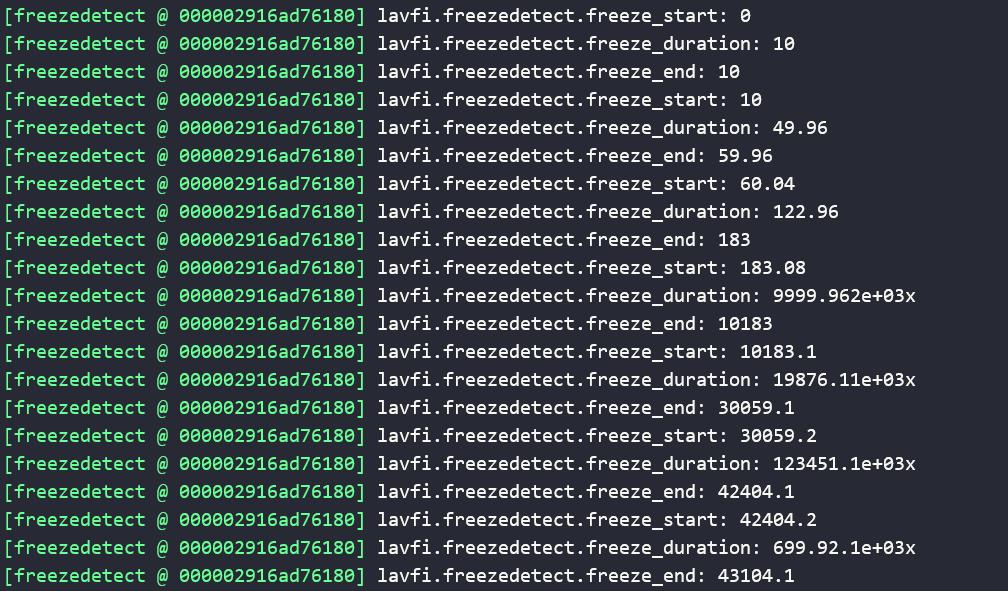 [freezedetect @ 000002916ad76180] lavfi.freezedetect.freeze_start: 0
[freezedetect @ 000002916ad76180] lavfi.freezedetect.freeze_duration: 10
[freezedetect @ 000002916ad76180] lavfi.freezedetect.freeze_end: 10
[freezedetect @ 000002916ad76180] lavfi.freezedetect.freeze_start: 10
[freezedetect @ 000002916ad76180] lavfi.freezedetect.freeze_duration: 49.96
[freezedetect @ 000002916ad76180] lavfi.freezedetect.freeze_end: 59.96
[freezedetect @ 000002916ad76180] lavfi.freezedetect.freeze_start: 60.04
[freezedetect @ 000002916ad76180] lavfi.freezedetect.freeze_duration: 122.96
[freezedetect @ 000002916ad76180] lavfi.freezedetect.freeze_end: 183
[freezedetect @ 000002916ad76180] lavfi.freezedetect.freeze_start: 183.08
[freezedetect @ 000002916ad76180] lavfi.freezedetect.freeze_duration: 9999.962e+03x
[freezedetect @ 000002916ad76180] lavfi.freezedetect.freeze_end: 10183
[freezedetect @ 000002916ad76180] lavfi.freezedetect.freeze_start: 10183.1
[freezedetect @ 000002916ad76180] lavfi.freezedetect.freeze_duration: 19876.11e+03x
[freezedetect @ 000002916ad76180] lavfi.freezedetect.freeze_end: 30059.1
[freezedetect @ 000002916ad76180] lavfi.freezedetect.freeze_start: 30059.2
[freezedetect @ 000002916ad76180] lavfi.freezedetect.freeze_duration: 123451.1e+03x
[freezedetect @ 000002916ad76180] lavfi.freezedetect.freeze_end: 42404.1
[freezedetect @ 000002916ad76180] lavfi.freezedetect.freeze_start: 42404.2
[freezedetect @ 000002916ad76180] lavfi.freezedetect.freeze_duration: 699.92.1e+03x
[freezedetect @ 000002916ad76180] lavfi.freezedetect.freeze_end: 43104.1